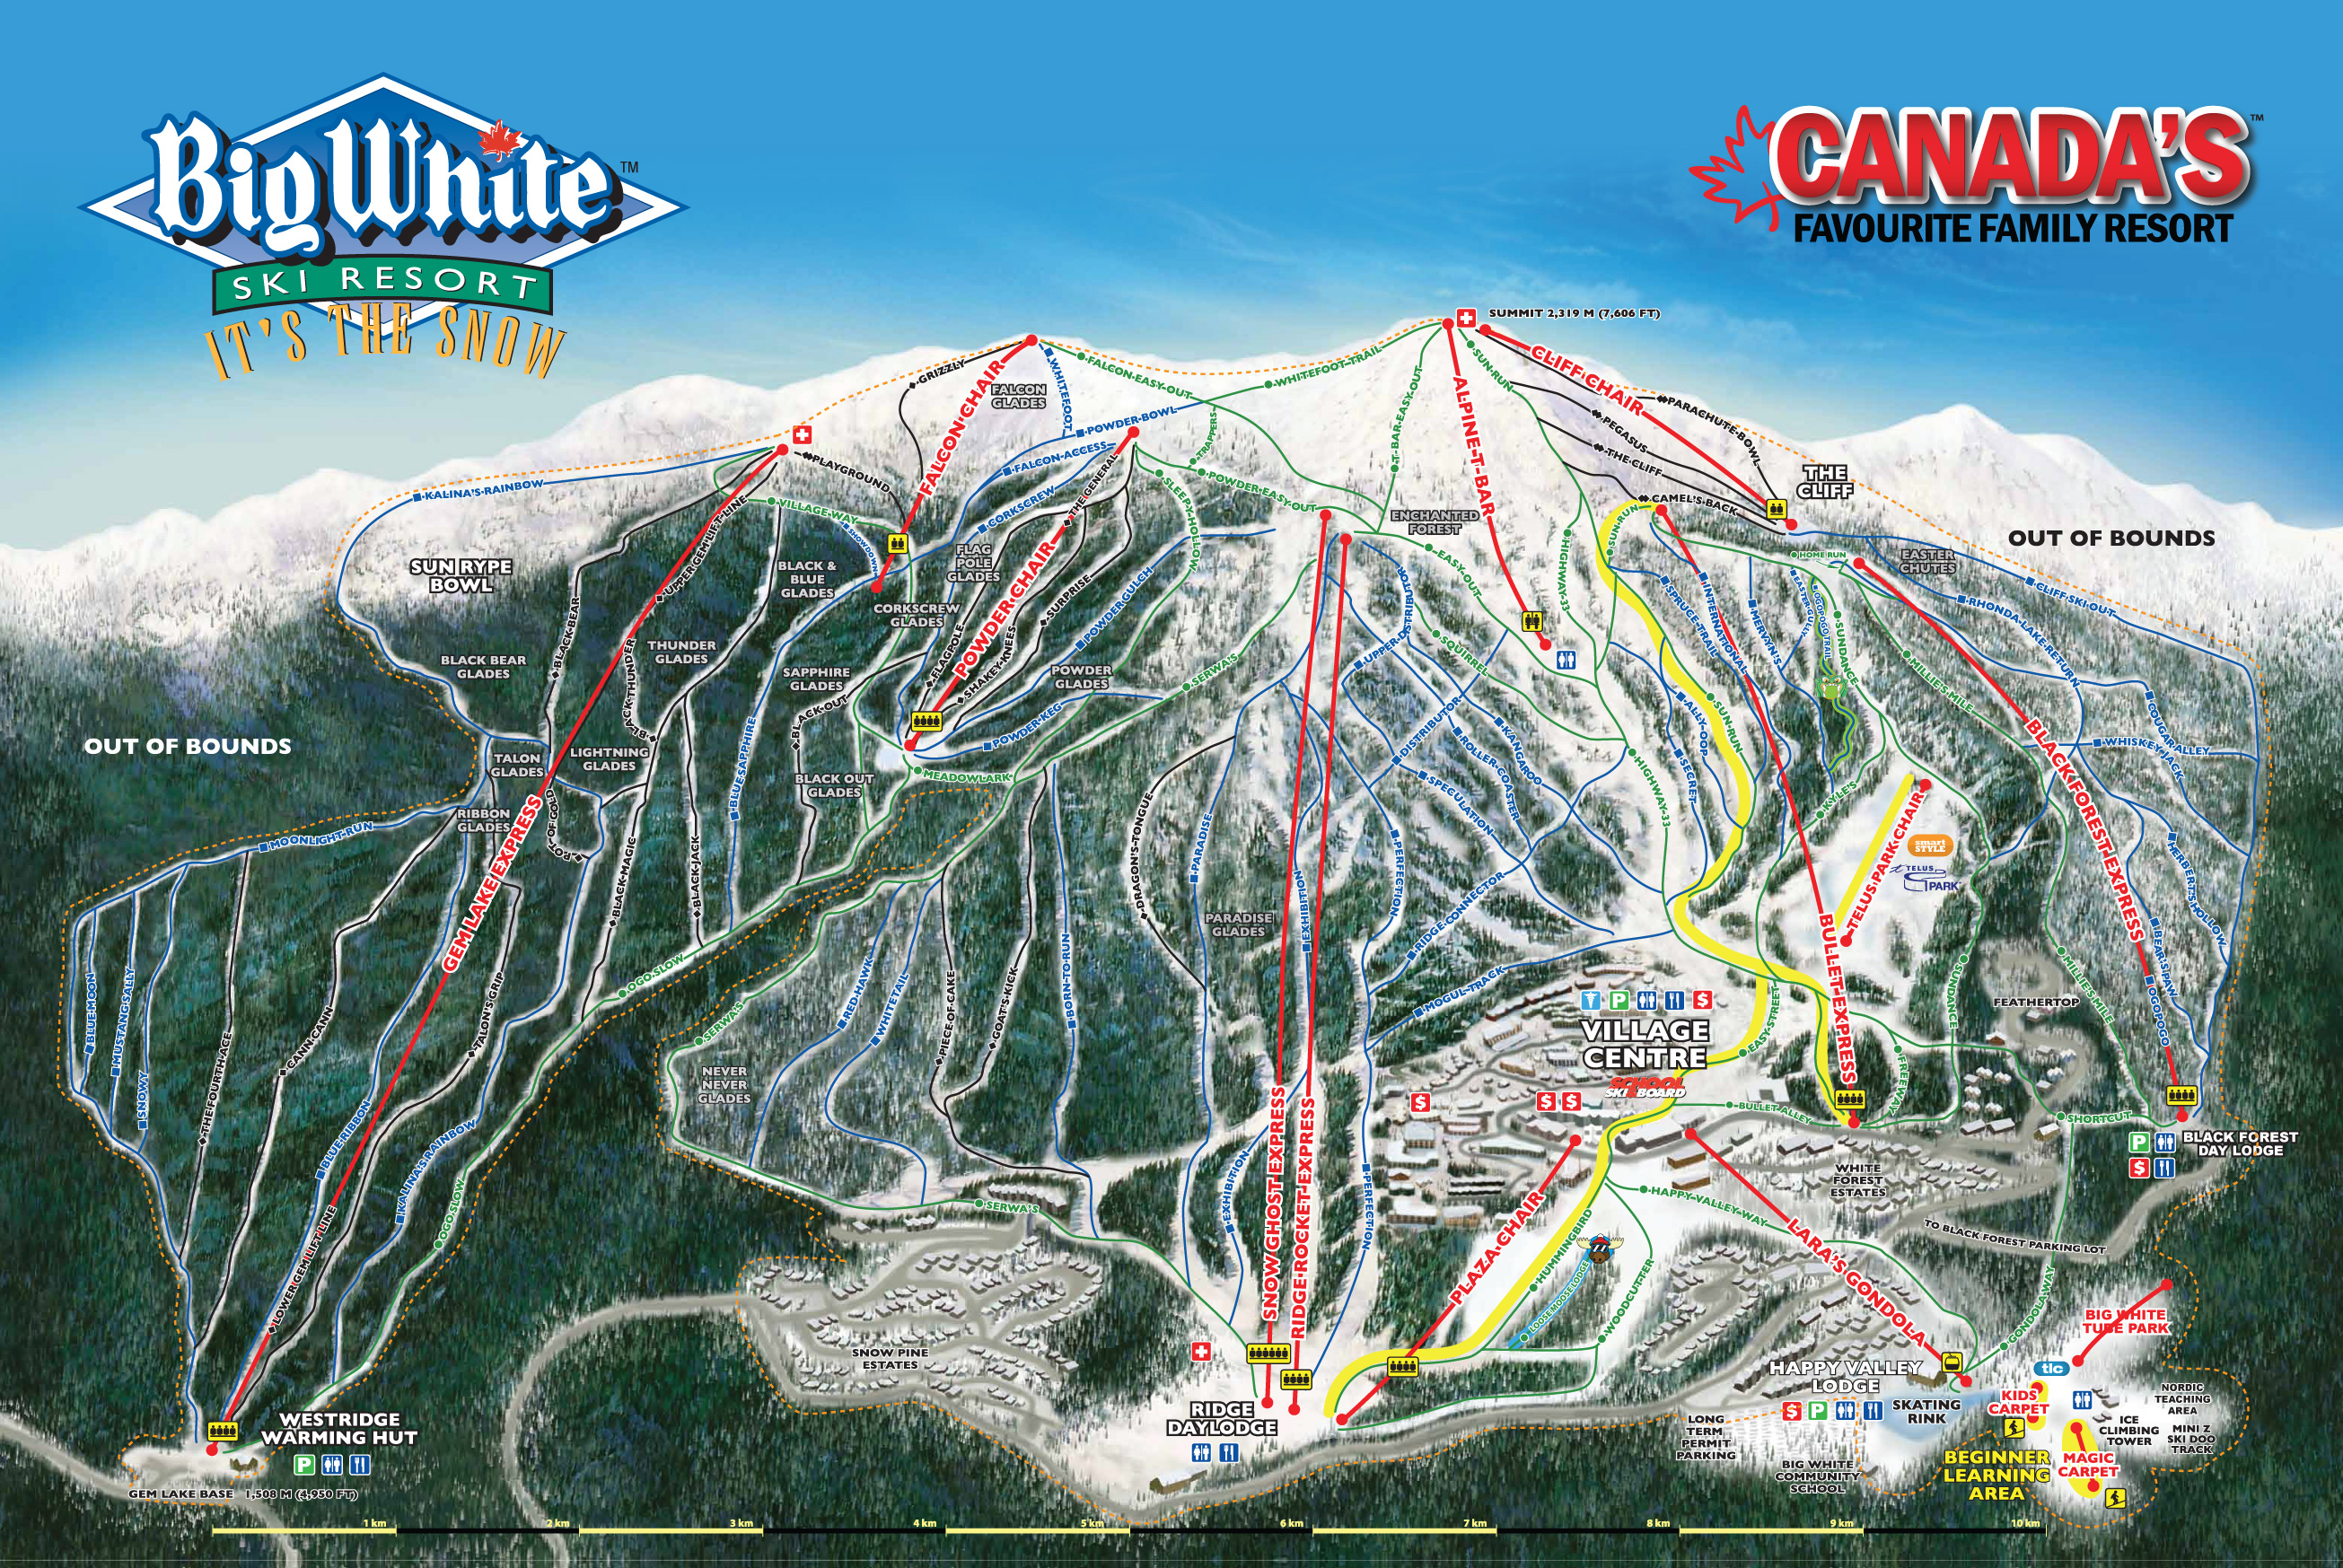 Big White
TM
SKI RESORT
IT'S THE SNOW
CANADA'S
TM
FAVOURITE FAMILY RESORT
SUMMIT 2,319 M (7,606 FT)
CLIFF CHAIR
PARACHUTE BOWL
PEGASUS
THE CLIFF
CAMEL'S BACK
THE
CLIFF
OUT OF BOUNDS
SUN RUN
ALPINE T-BAR
T-BAR EASY OUT
WHITEFOOT TRAIL
FALCON EASY OUT
WHITEFOOT
GRIZZLY
FALCON CHAIR
FALCON
GLADES
POWDER BOWL
FALCON ACCESS
TRAPPERS
POWDER EASY OUT
SLEEPY HOLLOW
CORKSCREW
THE GENERAL
PLAYGROUND
VILLAGE WAY
SHOWDOWN
KALINA'S RAINBOW
UPPER GEM LIFT LINE
SUN RYPE
BOWL
BLACK BEAR
BLACK BEAR
GLADES
BLACK THUNDER
THUNDER
GLADES
BLACK &
BLUE
GLADES
CORKSCREW
GLADES
FLAG
POLE
GLADES
POWDER CHAIR
FLAGPOLE
SHAKEY KNEES
SURPRISE
POWDER GULCH
POWDER
GLADES
POWDER KEG
SERWA'S
SAPPHIRE
GLADES
BLACK OUT
BLACK OUT
GLADES
BLUE SAPPHIRE
MEADOWLARK
TALON
GLADES
LIGHTNING
GLADES
RIBBON
GLADES
POT OF GOLD
GEM LAKE EXPRESS
BLACK MAGIC
BLACK JACK
OUT OF BOUNDS
MOONLIGHT RUN
BLUE MOON
MUSTANG SALLY
SNOWY
THE FOURTH ACE
CANN CANN
BLUE RIBBON
TALON'S GRIP
KALINA'S RAINBOW
LOWER GEM LIFT LINE
OGO SLOW
OGO SLOW
SERWA'S
NEVER
NEVER
GLADES
RED HAWK
WHITETAIL
PIECE OF CAKE
GOAT'S KICK
BORN TO RUN
SERWA'S
DRAGON'S TONGUE
PARADISE
PARADISE
GLADES
EXHIBITION
EXHIBITION
SNOW GHOST EXPRESS
RIDGE ROCKET EXPRESS
PERFECTION
PERFECTION
ENCHANTED
FOREST
EASY OUT
SQUIRREL
UPPER DISTRIBUTOR
DISTRIBUTOR
KANGAROO
ROLLER COASTER
SPECULATION
RIDGE CONNECTOR
MOGUL TRACK
HIGHWAY 33
HIGHWAY 33
SUN RUN
SUN RUN
SPRUCE TRAIL
INTERNATIONAL
MERVYN'S
ALLY-OOP
SECRET
EASTER GULLY
OGOPOGO TRAIL
SUNDANCE
HOME RUN
EASTER
CHUTES
CLIFF SKI OUT
RHONDA LAKE RETURN
MILLIE'S MILE
COUGAR ALLEY
WHISKEY JACK
BLACK FOREST EXPRESS
HERBERT'S HOLLOW
BEAR'S PAW
OGOPOGO
KYLE'S
TELUS PARK CHAIR
smart
STYLE
TELUS
PARK
BULLET EXPRESS
SUNDANCE
FEATHERTOP
MILLIE'S MILE
P
$
VILLAGE
CENTRE
SCHOOL
SKI & BOARD
$
$ $
EASY STREET
FREEWAY
BULLET ALLEY
SHORTCUT
P
$
BLACK FOREST
DAY LODGE
WHITE
FOREST
ESTATES
TO BLACK FOREST PARKING LOT
HAPPY VALLEY WAY
LARA'S GONDOLA
GONDOLA WAY
PLAZA CHAIR
HUMMINGBIRD
LOOSE MOOSE LODGE
WOODCUTTER
BIG WHITE
TUBE PARK
tlc
HAPPY VALLEY
LODGE
$ P
SKATING
RINK
KIDS
CARPET
NORDIC
TEACHING
AREA
ICE
CLIMBING
TOWER
MINI Z
SKI DOO
TRACK
LONG
TERM
PERMIT
PARKING
BIG WHITE
COMMUNITY
SCHOOL
BEGINNER
LEARNING
AREA
MAGIC
CARPET
SNOW PINE
ESTATES
RIDGE
DAYLODGE
WESTRIDGE
WARMING HUT
P
GEM LAKE BASE 1,508 M (4,950 FT)
1 km 2 km 3 km 4 km 5 km 6 km 7 km 8 km 9 km 10 km